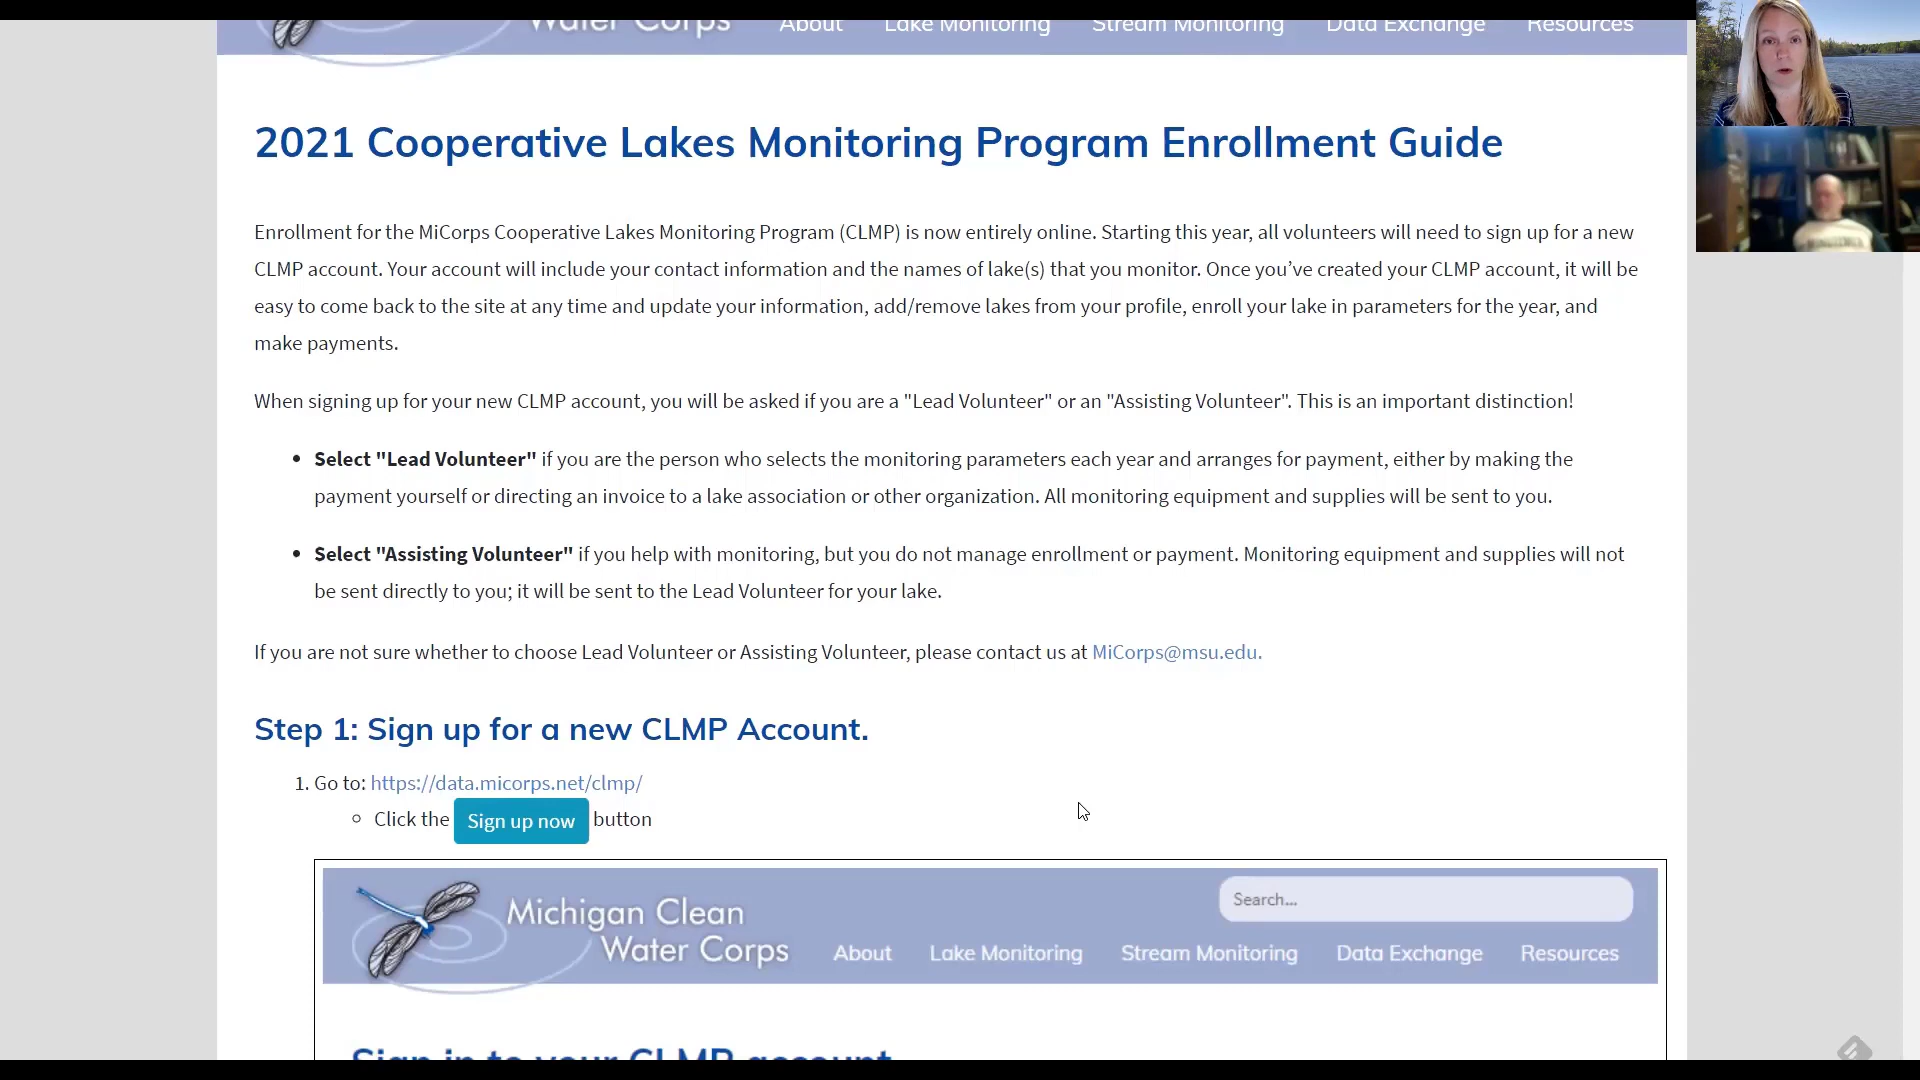 Water Corps
About Lake Monitoring Stream Monitoring Data Exchange Resources
2021 Cooperative Lakes Monitoring Program Enrollment Guide
Enrollment for the MiCorps Cooperative Lakes Monitoring Program (CLMP) is now entirely online. Starting this year, all volunteers will need to sign up for a new
CLMP account. Your account will include your contact information and the names of lake(s) that you monitor. Once you’ve created your CLMP account, it will be
easy to come back to the site at any time and update your information, add/remove lakes from your profile, enroll your lake in parameters for the year, and
make payments.
When signing up for your new CLMP account, you will be asked if you are a "Lead Volunteer" or an "Assisting Volunteer". This is an important distinction!
• Select "Lead Volunteer" if you are the person who selects the monitoring parameters each year and arranges for payment, either by making the
payment yourself or directing an invoice to a lake association or other organization. All monitoring equipment and supplies will be sent to you.
• Select "Assisting Volunteer" if you help with monitoring, but you do not manage enrollment or payment. Monitoring equipment and supplies will not
be sent directly to you; it will be sent to the Lead Volunteer for your lake.
If you are not sure whether to choose Lead Volunteer or Assisting Volunteer, please contact us at MiCorps@msu.edu.
Step 1: Sign up for a new CLMP Account.
1. Go to: https://data.micorps.net/clmp/
Click the Sign up now button
Search...
Michigan Clean
Water Corps
About Lake Monitoring Stream Monitoring Data Exchange Resources
Sign in to your CLMP account